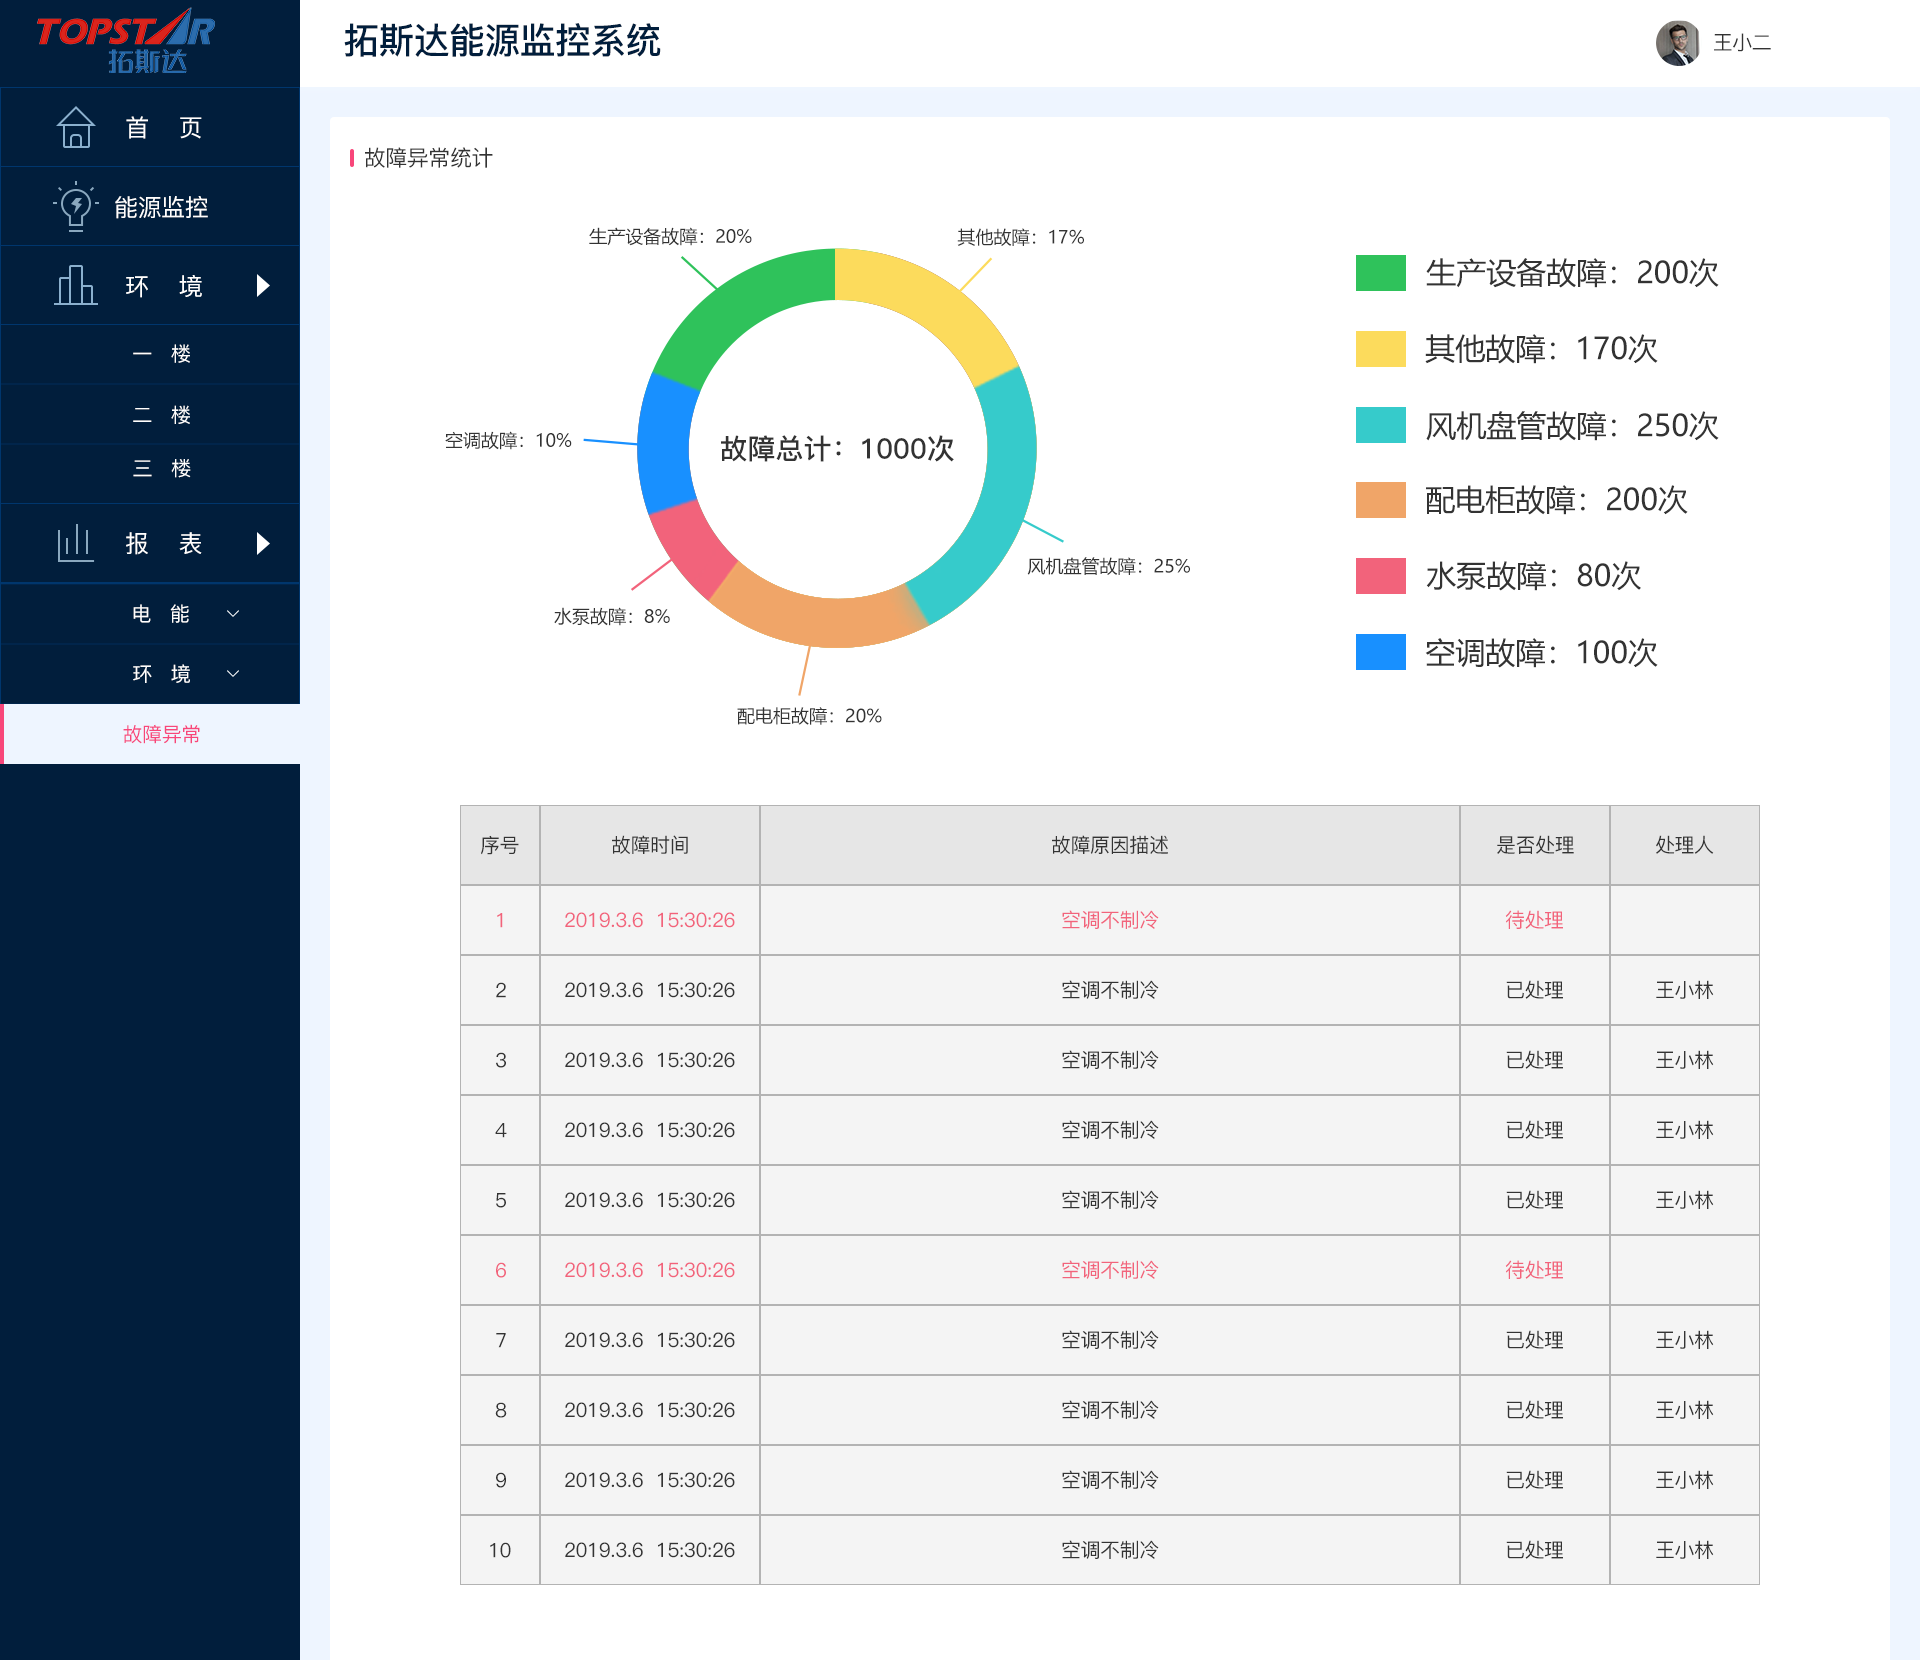 TOPSTAR
拓斯达
拓斯达能源监控系统
王小二
首 页
能源监控
环 境
一 楼
二 楼
三 楼
报 表
电 能
环 境
故障异常
故障异常统计
生产设备故障：20%
其他故障：17%
空调故障：10%
故障总计：1000次
风机盘管故障：25%
水泵故障：8%
配电柜故障：20%
生产设备故障：200次
其他故障：170次
风机盘管故障：250次
配电柜故障：200次
水泵故障：80次
空调故障：100次
序号 故障时间 故障原因描述 是否处理 处理人
1 2019.3.6 15:30:26 空调不制冷 待处理
2 2019.3.6 15:30:26 空调不制冷 已处理 王小林
3 2019.3.6 15:30:26 空调不制冷 已处理 王小林
4 2019.3.6 15:30:26 空调不制冷 已处理 王小林
5 2019.3.6 15:30:26 空调不制冷 已处理 王小林
6 2019.3.6 15:30:26 空调不制冷 待处理
7 2019.3.6 15:30:26 空调不制冷 已处理 王小林
8 2019.3.6 15:30:26 空调不制冷 已处理 王小林
9 2019.3.6 15:30:26 空调不制冷 已处理 王小林
10 2019.3.6 15:30:26 空调不制冷 已处理 王小林